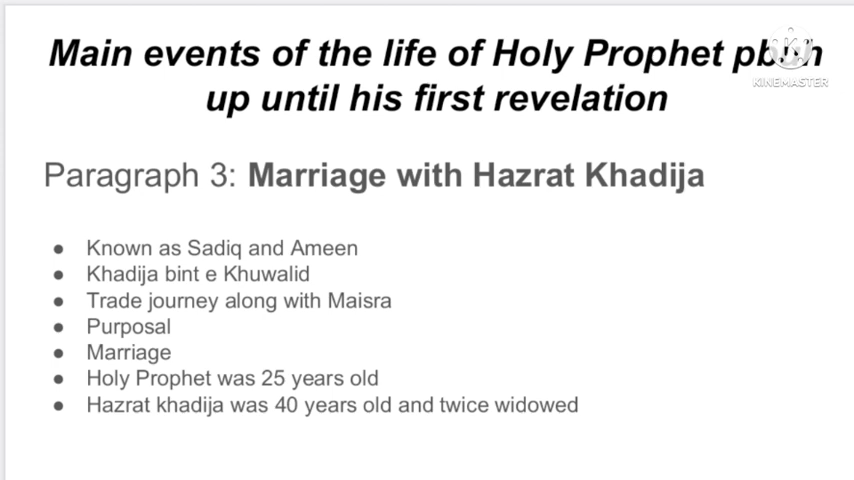 Main events of the life of Holy Prophet pbuh
up until his first revelation
KINEMASTER
Paragraph 3: Marriage with Hazrat Khadija
● Known as Sadiq and Ameen
● Khadija bint e Khuwalid
● Trade journey along with Maisra
● Purposal
● Marriage
● Holy Prophet was 25 years old
● Hazrat khadija was 40 years old and twice widowed